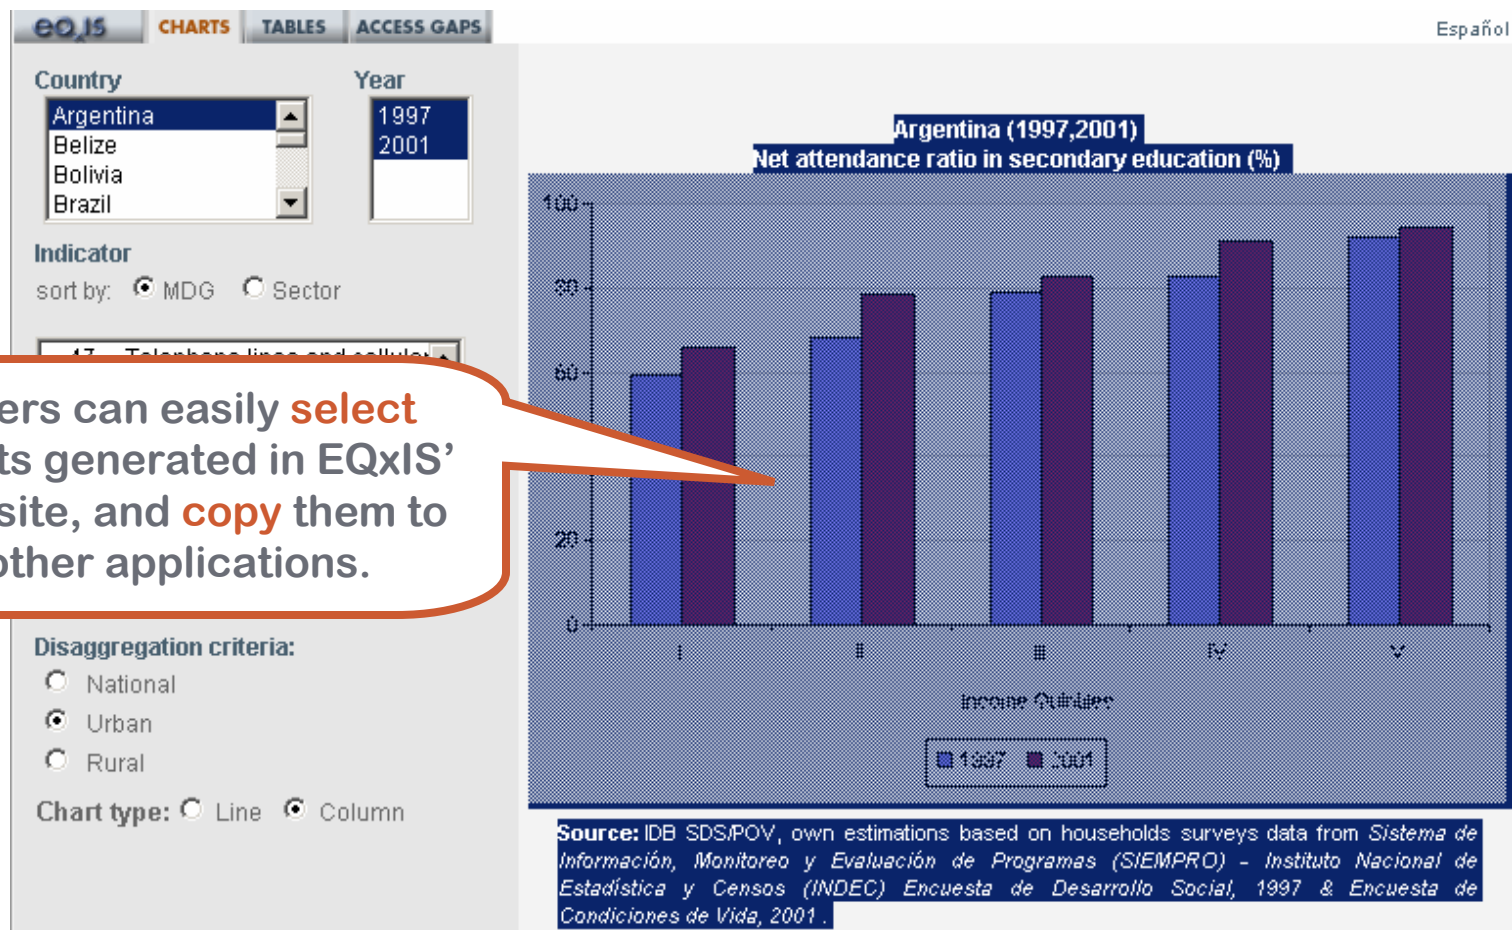 EQxIS CHARTS TABLES ACCESS GAPS
Español
Country Year
Argentina
Belize
Bolivia
Brazil
1997
2001
Indicator
sort by: MDG Sector
47
ers can easily select
ts generated in EQxIS’
site, and copy them to
other applications.
Disaggregation criteria:
National
Urban
Rural
Chart type: Line Column
Argentina (1997,2001)
Net attendance ratio in secondary education (%)
100
80
60
20
0
I II III IV V
Income Quintiles
1997 2001
Source: IDB SDS/POV, own estimations based on households surveys data from Sistema de
Información, Monitoreo y Evaluación de Programas (SIEMPRO) - Instituto Nacional de
Estadística y Censos (INDEC) Encuesta de Desarrollo Social, 1997 & Encuesta de
Condiciones de Vida, 2001 .